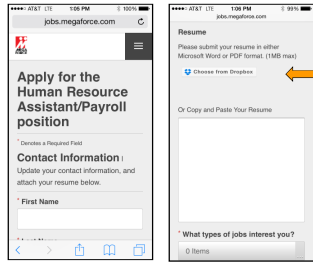 ●●●●○ AT&T LTE 1:05 PM 100%
jobs.megaforce.com
Apply for the
Human Resource
Assistant/Payroll
position
* Denotes a Required Field
Contact Information |
Update your contact information, and
attach your resume below.
* First Name
●●●●○ AT&T LTE 1:06 PM 99%
jobs.megaforce.com
Resume
Please submit your resume in either
Microsoft Word or PDF format. (1MB max)
Choose from Dropbox
Or Copy and Paste Your Resume
* What types of jobs interest you?
0 Items